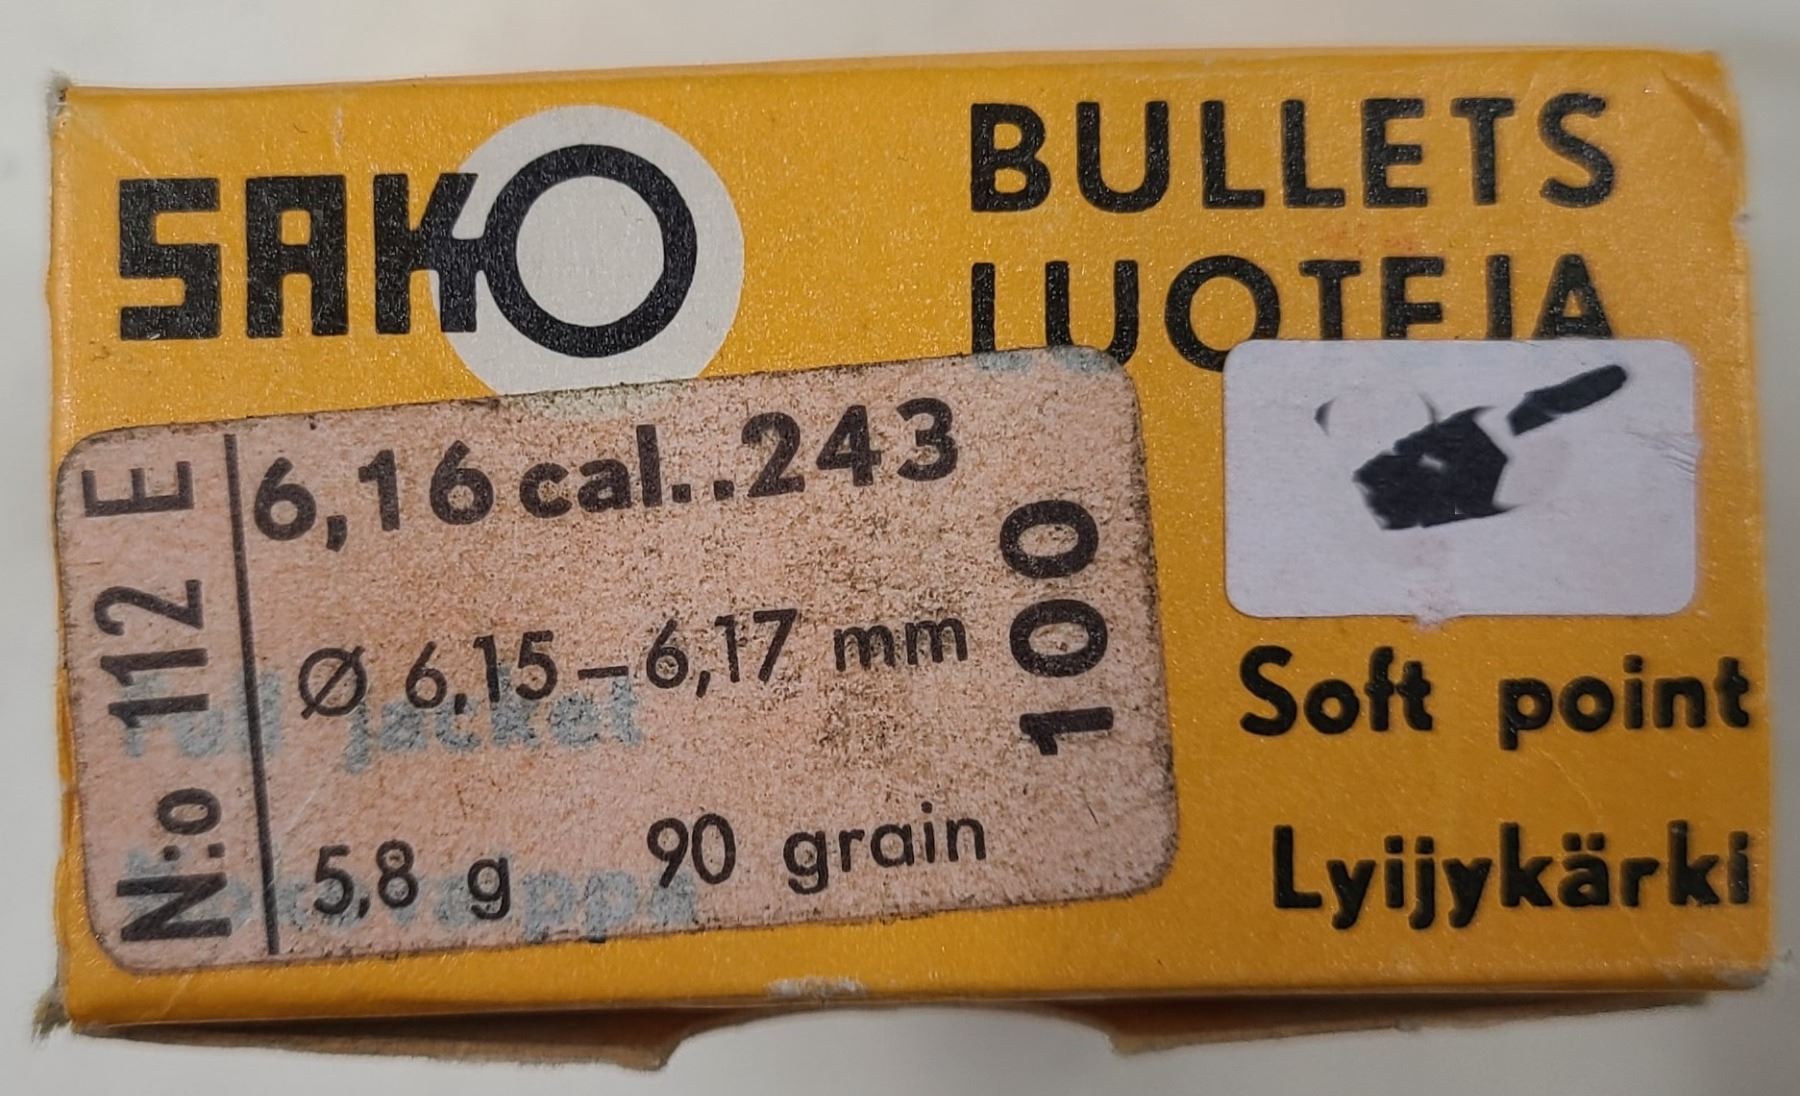 SAKO
BULLETS
LUOTEJA
N:o 112 E
6,16 cal..243
Ø 6,15–6,17 mm
5,8 g 90 grain
100
jacket
Soft point
Lyijykärki